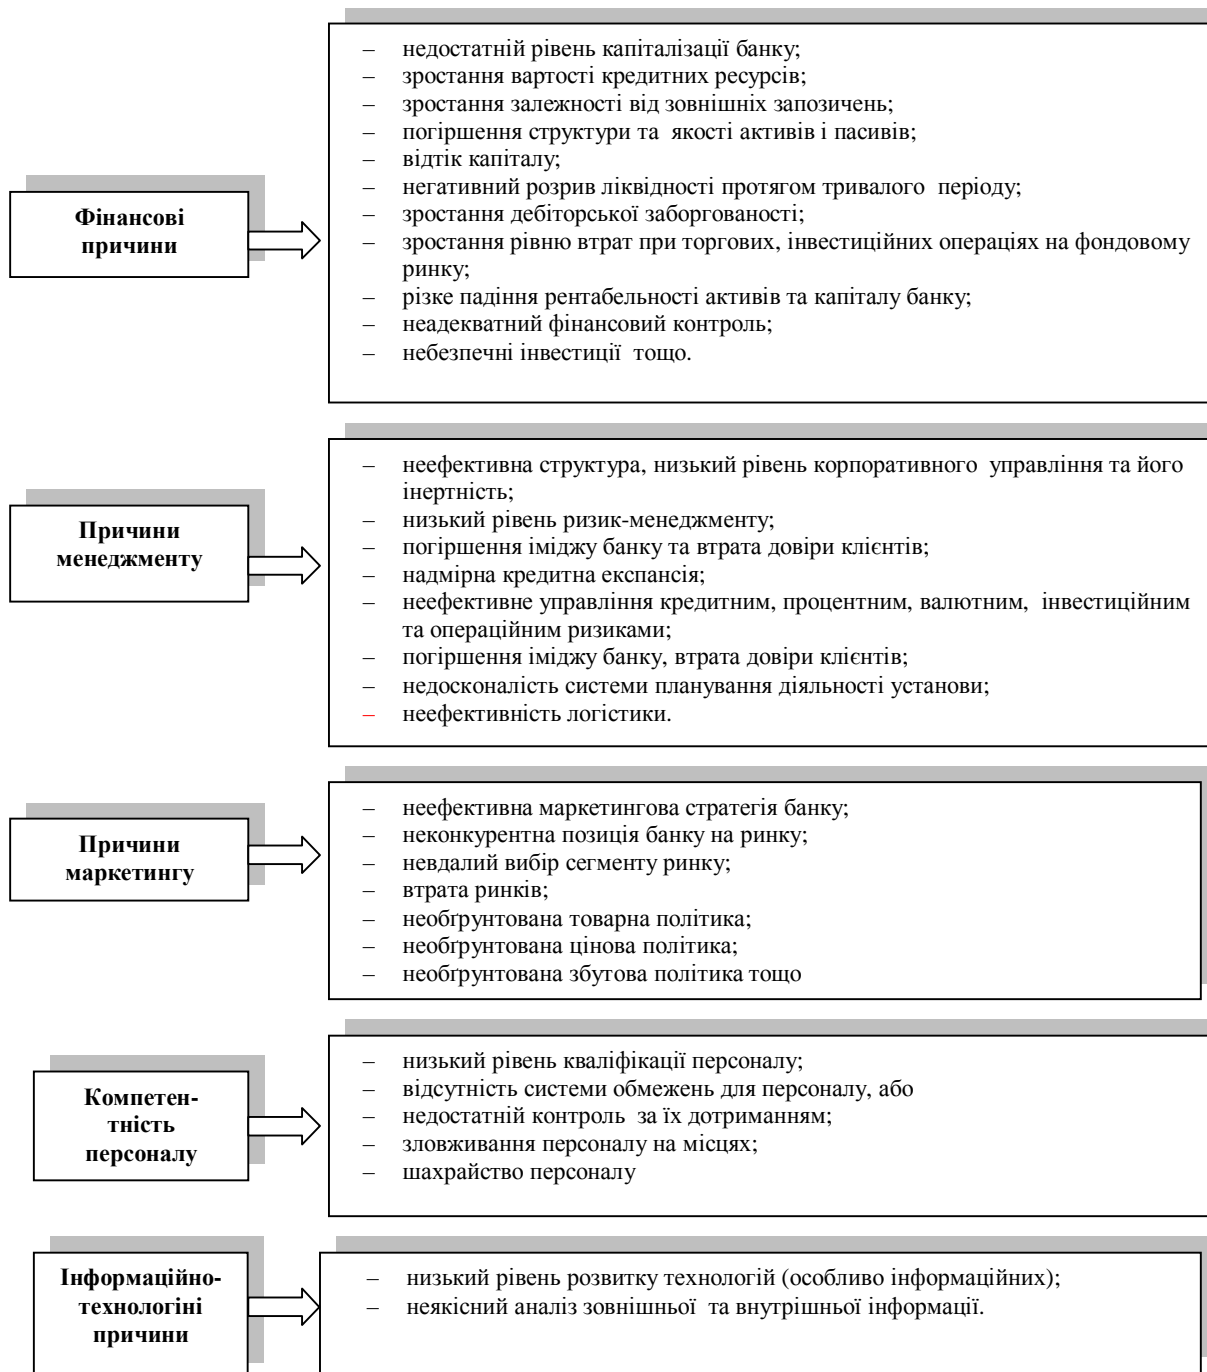 Фінансові
причини
– недостатній рівень капіталізації банку;
– зростання вартості кредитних ресурсів;
– зростання залежності від зовнішніх запозичень;
– погіршення структури та якості активів і пасивів;
– відтік капіталу;
– негативний розрив ліквідності протягом тривалого періоду;
– зростання дебіторської заборгованості;
– зростання рівню втрат при торгових, інвестиційних операціях на фондовому
ринку;
– різке падіння рентабельності активів та капіталу банку;
– неадекватний фінансовий контроль;
– небезпечні інвестиції тощо.
Причини
менеджменту
– неефективна структура, низький рівень корпоративного управління та його
інертність;
– низький рівень ризик-менеджменту;
– погіршення іміджу банку та втрата довіри клієнтів;
– надмірна кредитна експансія;
– неефективне управління кредитним, процентним, валютним, інвестиційним
та операційним ризиками;
– погіршення іміджу банку, втрата довіри клієнтів;
– недосконалість системи планування діяльності установи;
– неефективність логістики.
Причини
маркетингу
– неефективна маркетингова стратегія банку;
– неконкурентна позиція банку на ринку;
– невдалий вибір сегменту ринку;
– втрата ринків;
– необґрунтована товарна політика;
– необґрунтована цінова політика;
– необґрунтована збутова політика тощо
Компетен-
тність
персоналу
– низький рівень кваліфікації персоналу;
– відсутність системи обмежень для персоналу, або
– недостатній контроль за їх дотриманням;
– зловживання персоналу на місцях;
– шахрайство персоналу
Інформаційно-
технологіні
причини
– низький рівень розвитку технологій (особливо інформаційних);
– неякісний аналіз зовнішньої та внутрішньої інформації.